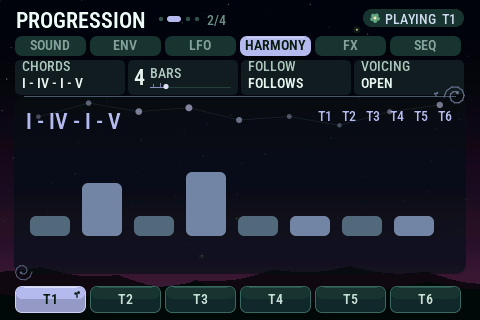 PROGRESSION 2/4 PLAYING T1
SOUND ENV LFO HARMONY FX SEQ
CHORDS
I - IV - I - V
4 BARS
FOLLOW
FOLLOWS
VOICING
OPEN
I - IV - I - V
T1 T2 T3 T4 T5 T6
T1 T2 T3 T4 T5 T6